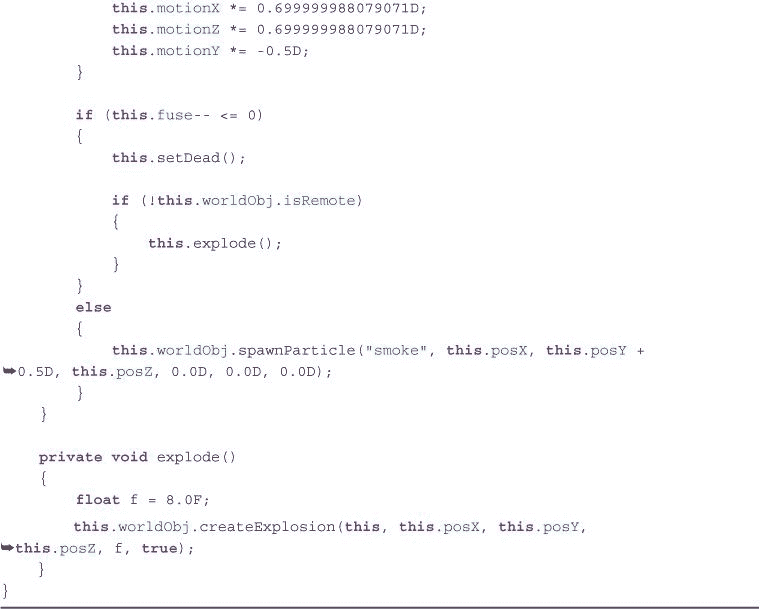 this.motionX *= 0.699999988079071D;
            this.motionZ *= 0.699999988079071D;
            this.motionY *= -0.5D;
        }

        if (this.fuse-- <= 0)
        {
            this.setDead();

            if (!this.worldObj.isRemote)
            {
                this.explode();
            }
        }
        else
        {
            this.worldObj.spawnParticle("smoke", this.posX, this.posY +
➥0.5D, this.posZ, 0.0D, 0.0D, 0.0D);
        }
    }

    private void explode()
    {
        float f = 8.0F;
        this.worldObj.createExplosion(this, this.posX, this.posY,
➥this.posZ, f, true);
    }
}